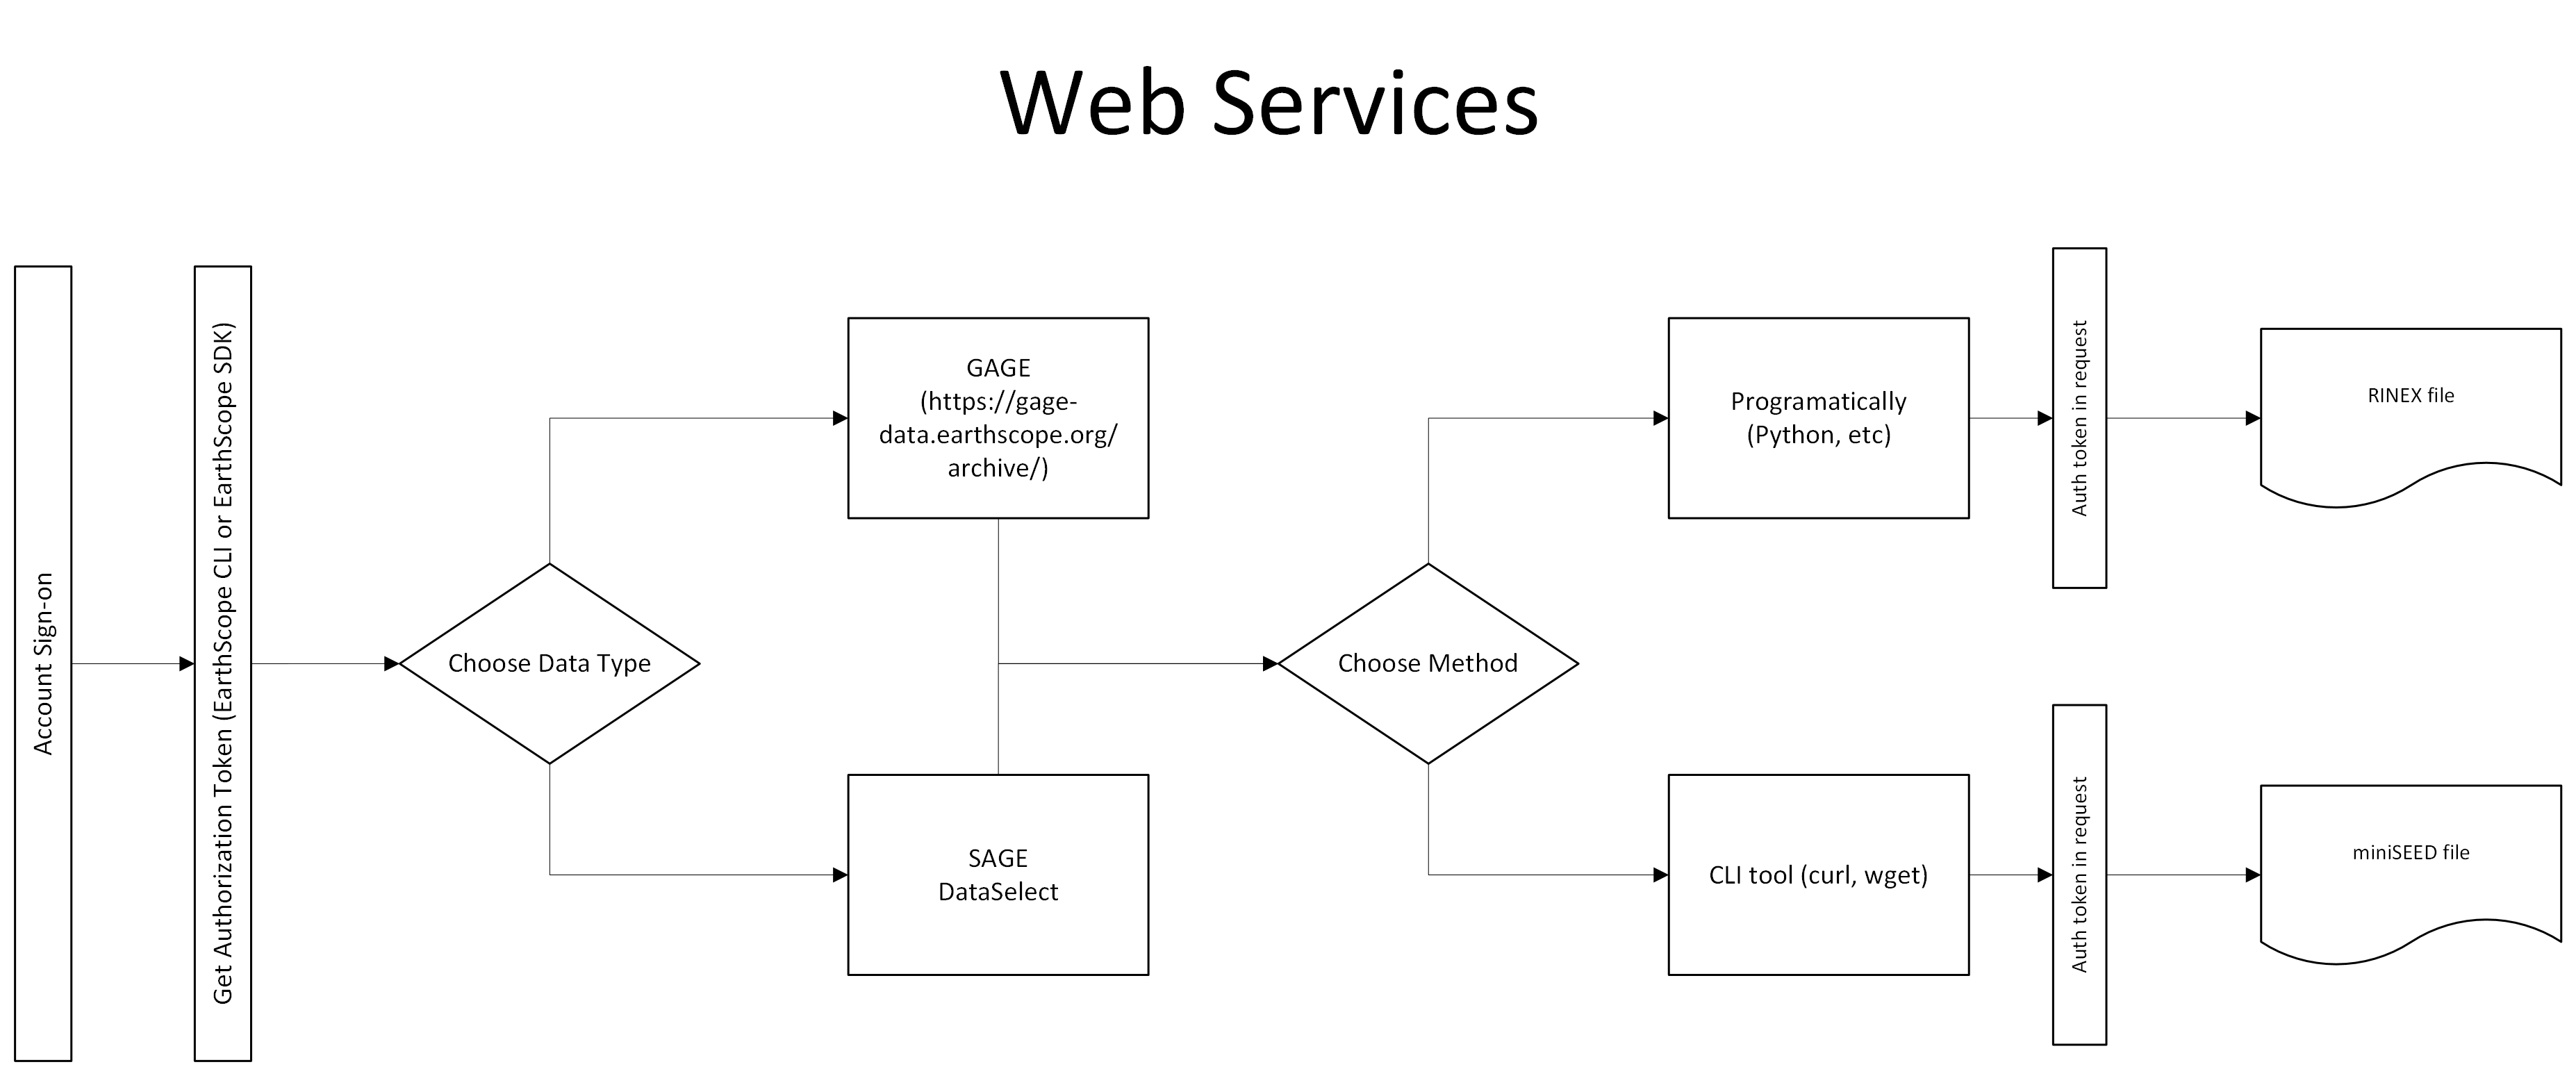 Web Services
Account Sign-on
Get Authorization Token (EarthScope CLI or EarthScope SDK)
Choose Data Type
GAGE
(https://gage-
data.earthscope.org/
archive/)
SAGE
DataSelect
Choose Method
Programatically
(Python, etc)
CLI tool (curl, wget)
Auth token in request
Auth token in request
RINEX file
miniSEED file